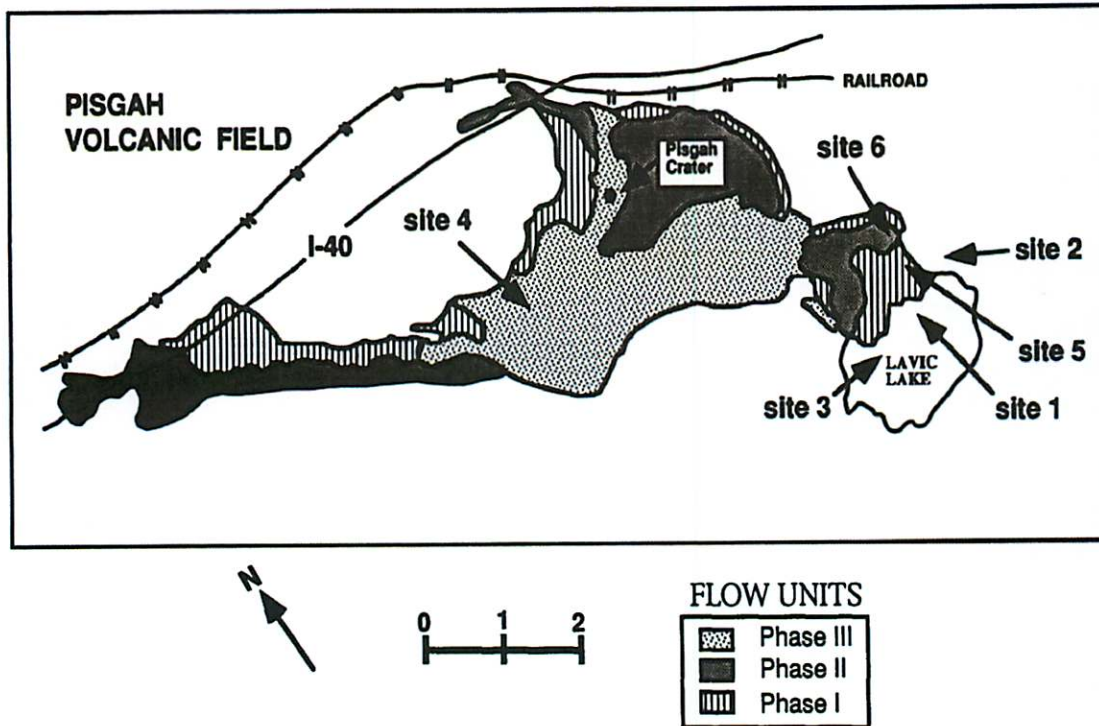 PISGAH
VOLCANIC FIELD
RAILROAD
Pisgah
Crater
site 6
site 4
I-40
site 2
LAVIC
LAKE
site 5
site 3
site 1
N
0 1 2
FLOW UNITS
Phase III
Phase II
Phase I